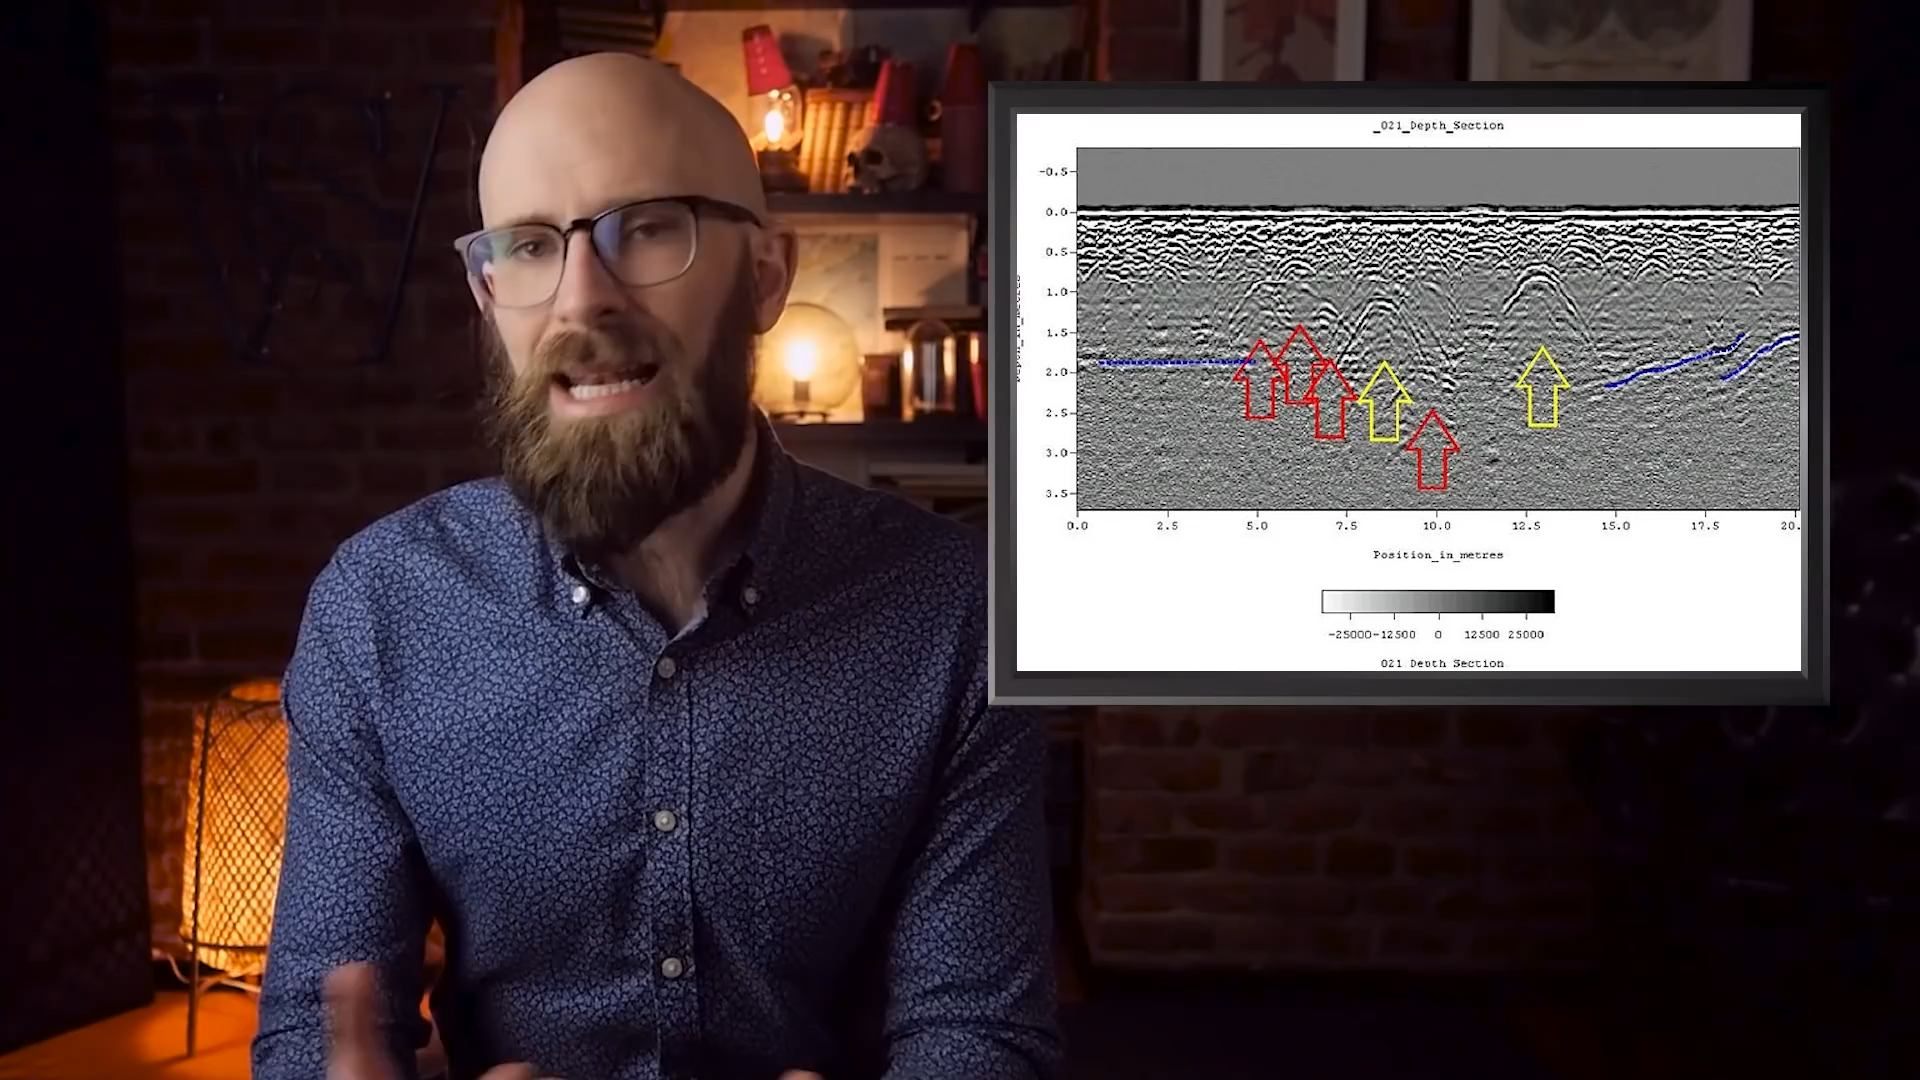 _021_Depth_Section
-0.5
0.0
0.5
1.0
1.5
2.0
2.5
3.0
3.5
0.0 2.5 5.0 7.5 10.0 12.5 15.0 17.5 20.
Position_in_metres
-25000 -12500 0 12500 25000
021 Depth Section